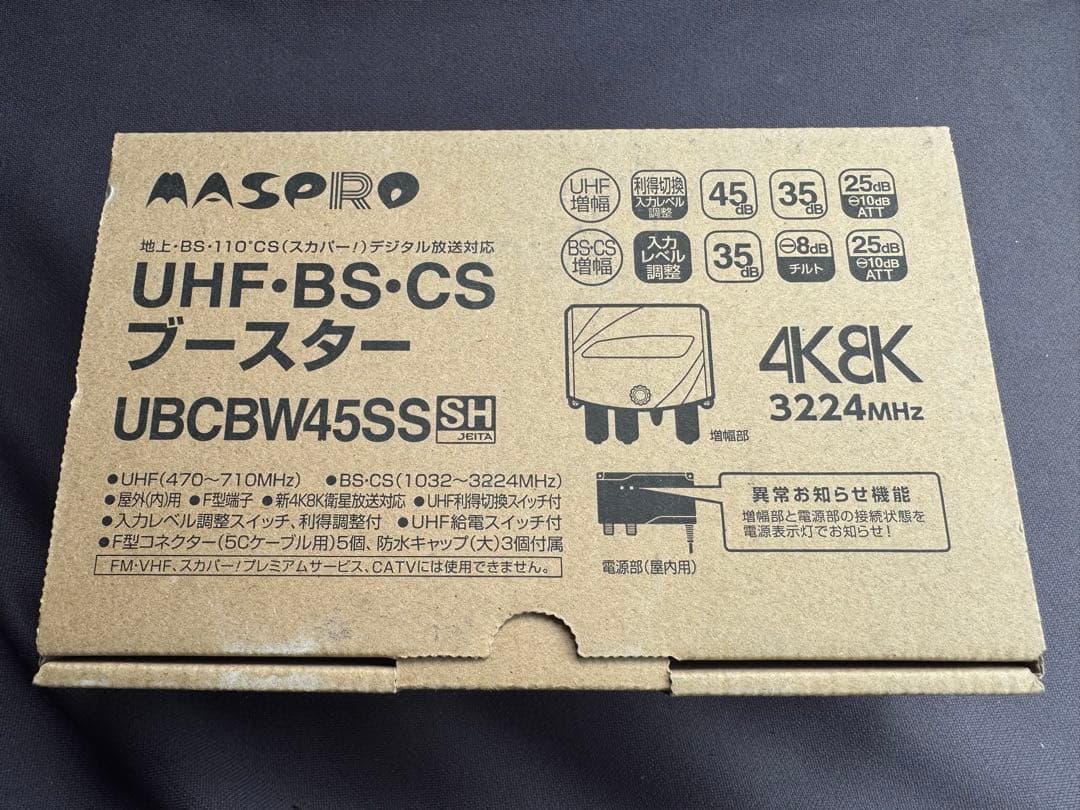 MASPRO
地上・BS・110°CS(スカパー!)デジタル放送対応
UHF・BS・CS
ブースター
UBCBW45SS SH
JEITA
●UHF(470〜710MHz) ●BS・CS(1032〜3224MHz)
●屋外(内)用 ●F型端子 ●新4K8K衛星放送対応 ●UHF利得切換スイッチ付
●入力レベル調整スイッチ、利得調整付 ●UHF給電スイッチ付
●F型コネクター(5Cケーブル用)5個、防水キャップ(大)3個付属
FM・VHF、スカパー!プレミアムサービス、CATVには使用できません。
UHF
増幅
利得切換
入力レベル
調整
45dB
35dB
25dB
⊖10dB
ATT
BS・CS
増幅
入力
レベル
調整
35dB
⊖8dB
チルト
25dB
⊖10dB
ATT
増幅部
4K8K
3224MHz
電源部(屋内用)
異常お知らせ機能
増幅部と電源部の接続状態を
電源表示灯でお知らせ!